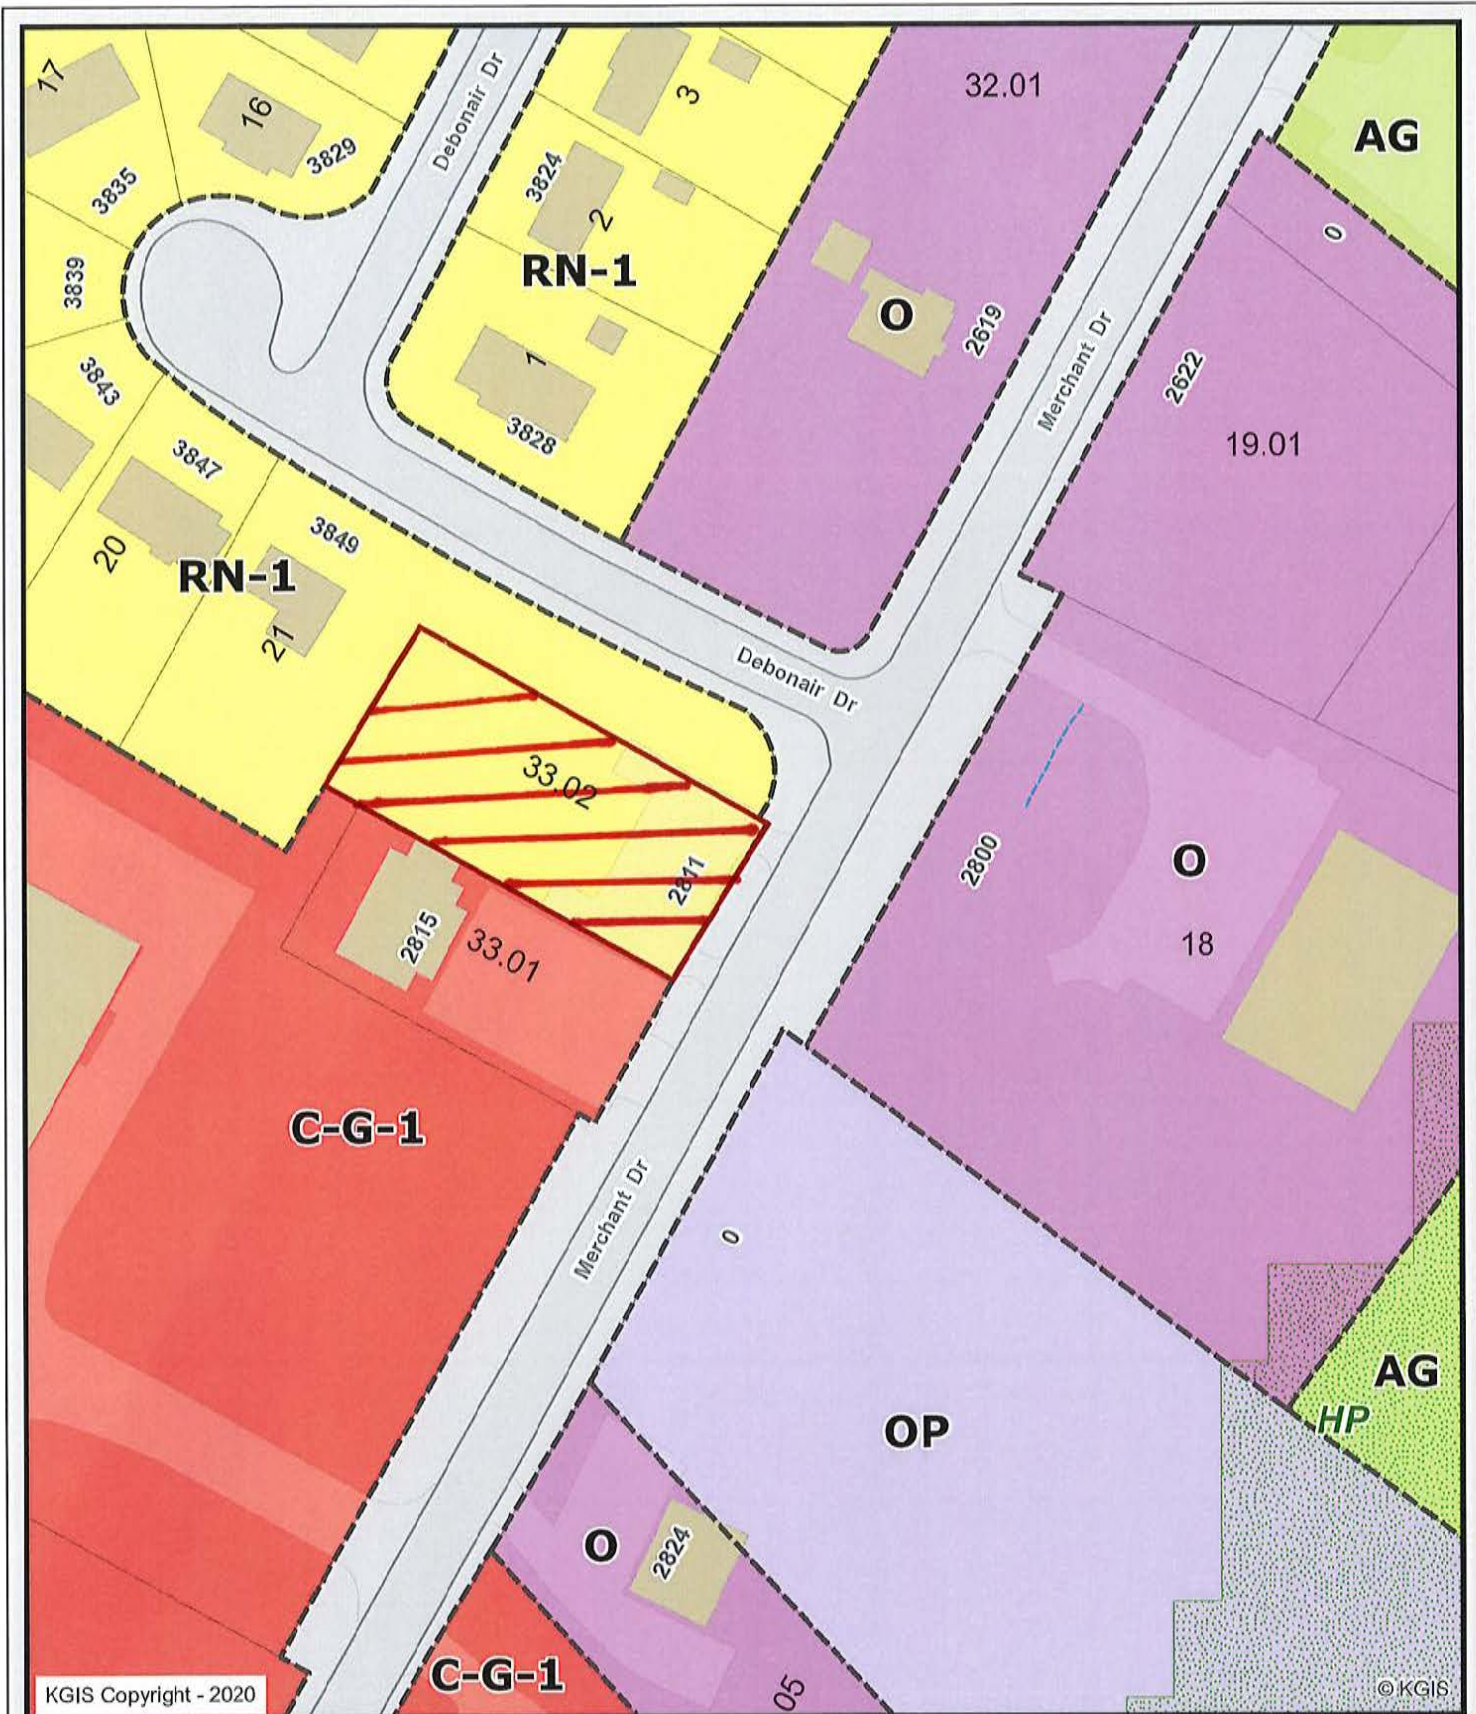 17
16
3829
Debonair Dr
3
32.01
AG
3835
3824
2
RN-1
0
3839
O
2619
Merchant Dr
2622
3843
1
3828
19.01
3847
3849
20
RN-1
21
Debonair Dr
33.02
2811
2800
O
18
2815
33.01
C-G-1
Merchant Dr
0
OP
AG
HP
O
2824
C-G-1
05
KGIS Copyright - 2020
© KGIS